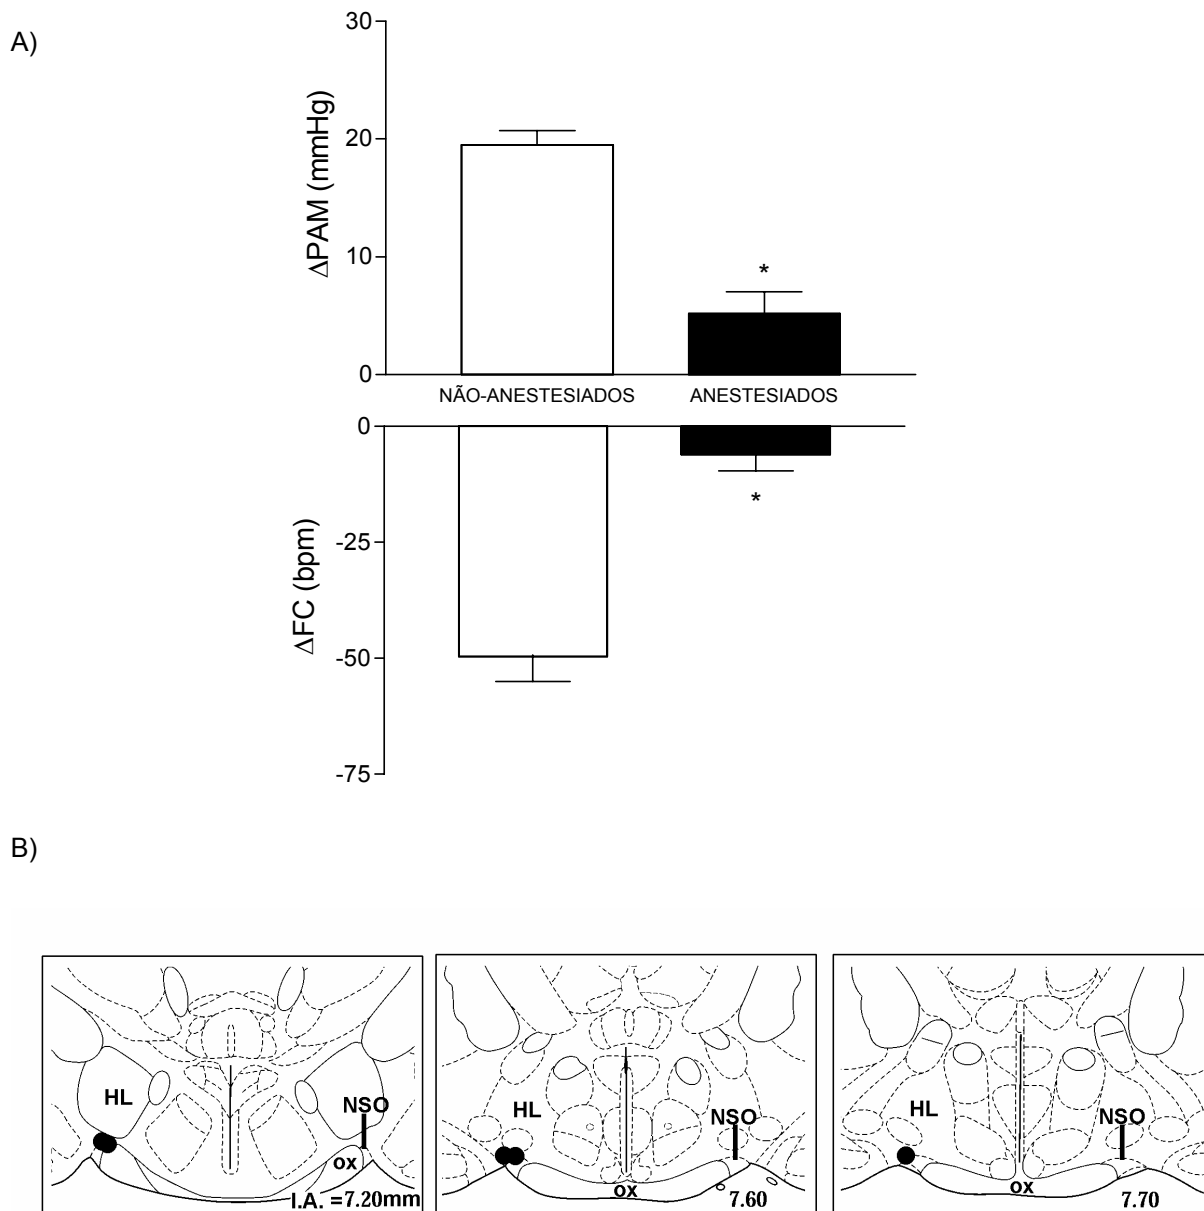 A)
ΔPAM (mmHg)
30
20
10
0
*
NÃO-ANESTESIADOS ANESTESIADOS
ΔFC (bpm)
0
-25
-50
-75
*
B)
HL
NSO
ox
I.A. =7.20mm
HL
NSO
ox
7.60
HL
NSO
ox
7.70